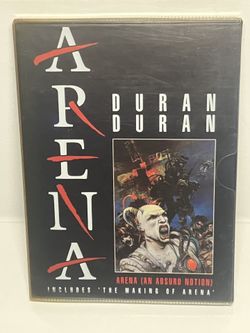 ARENA
DURAN
DURAN
ARENA (AN ABSURD NOTION)
INCLUDES 'THE MAKING OF ARENA'